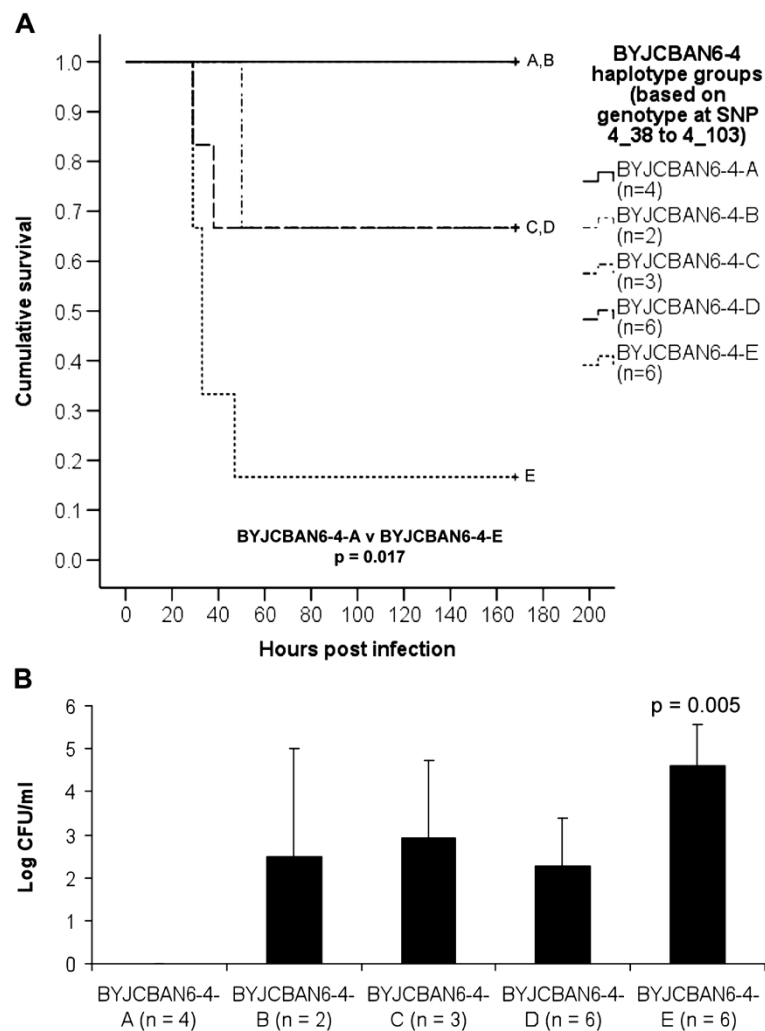 A
BYJCBAN6-4
haplotype groups
(based on
genotype at SNP
4_38 to 4_103)
BYJCBAN6-4-A
(n=4)
BYJCBAN6-4-B
(n=2)
BYJCBAN6-4-C
(n=3)
BYJCBAN6-4-D
(n=6)
BYJCBAN6-4-E
(n=6)
Cumulative survival
1.0
0.9
0.8
0.7
0.6
0.5
0.4
0.3
0.2
0.1
0.0
A,B
C,D
E
BYJCBAN6-4-A v BYJCBAN6-4-E
p = 0.017
0 20 40 60 80 100 120 140 160 180 200
Hours post infection
B
Log CFU/ml
6
5
4
3
2
1
0
p = 0.005
BYJCBAN6-4- BYJCBAN6-4- BYJCBAN6-4- BYJCBAN6-4- BYJCBAN6-4-
A (n = 4) B (n = 2) C (n = 3) D (n = 6) E (n = 6)